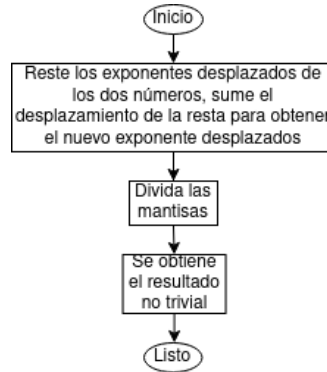 Inicio
Reste los exponentes desplazados de
los dos números, sume el
desplazamiento de la resta para obtener
el nuevo exponente desplazados
Divida las
mantisas
Se obtiene
el resultado
no trivial
Listo